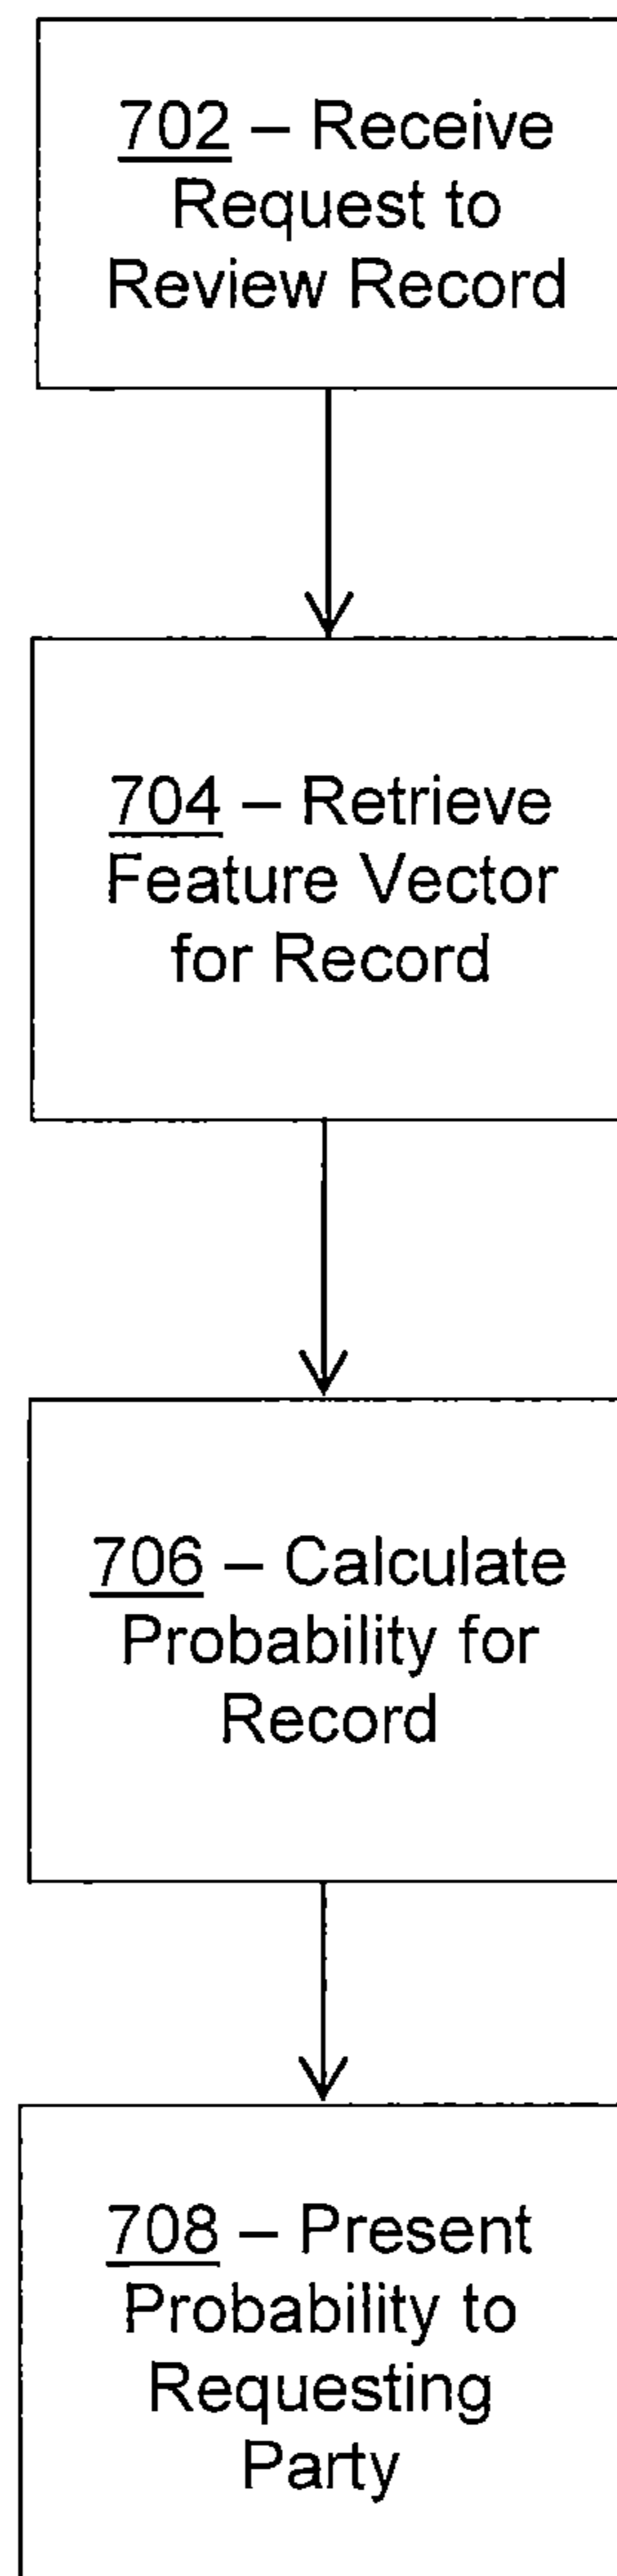 702 – Receive
Request to
Review Record
704 – Retrieve
Feature Vector
for Record
706 – Calculate
Probability for
Record
708 – Present
Probability to
Requesting
Party